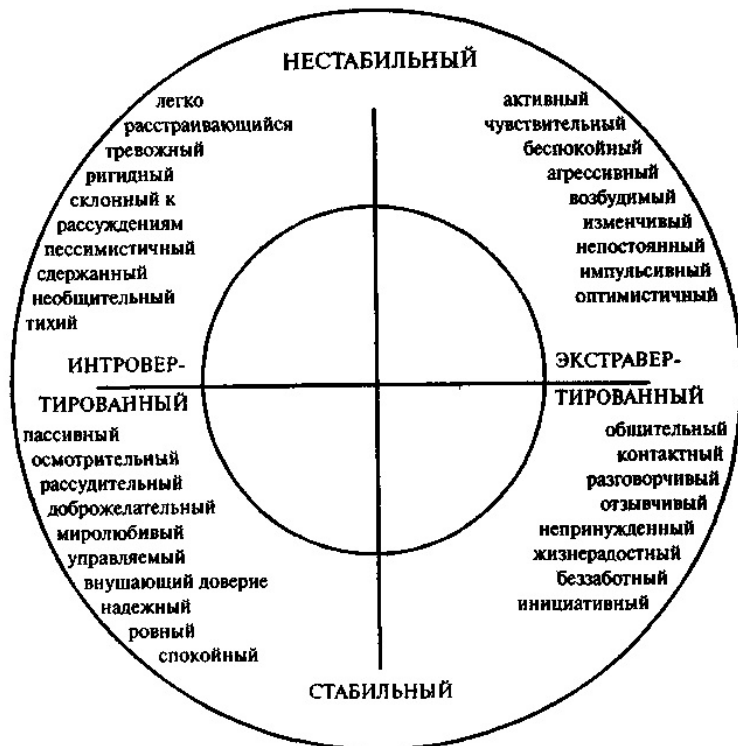 НЕСТАБИЛЬНЫЙ
легко
расстраивающийся
тревожный
ригидный
склонный к
рассуждениям
пессимистичный
сдержанный
необщительный
тихий
активный
чувствительный
беспокойный
агрессивный
возбудимый
изменчивый
непостоянный
импульсивный
оптимистичный
ИНТРОВЕР-
ТИРОВАННЫЙ
ЭКСТРАВЕР-
ТИРОВАННЫЙ
пассивный
осмотрительный
рассудительный
доброжелательный
миролюбивый
управляемый
внушающий доверие
надежный
ровный
спокойный
общительный
контактный
разговорчивый
отзывчивый
непринужденный
жизнерадостный
беззаботный
инициативный
СТАБИЛЬНЫЙ